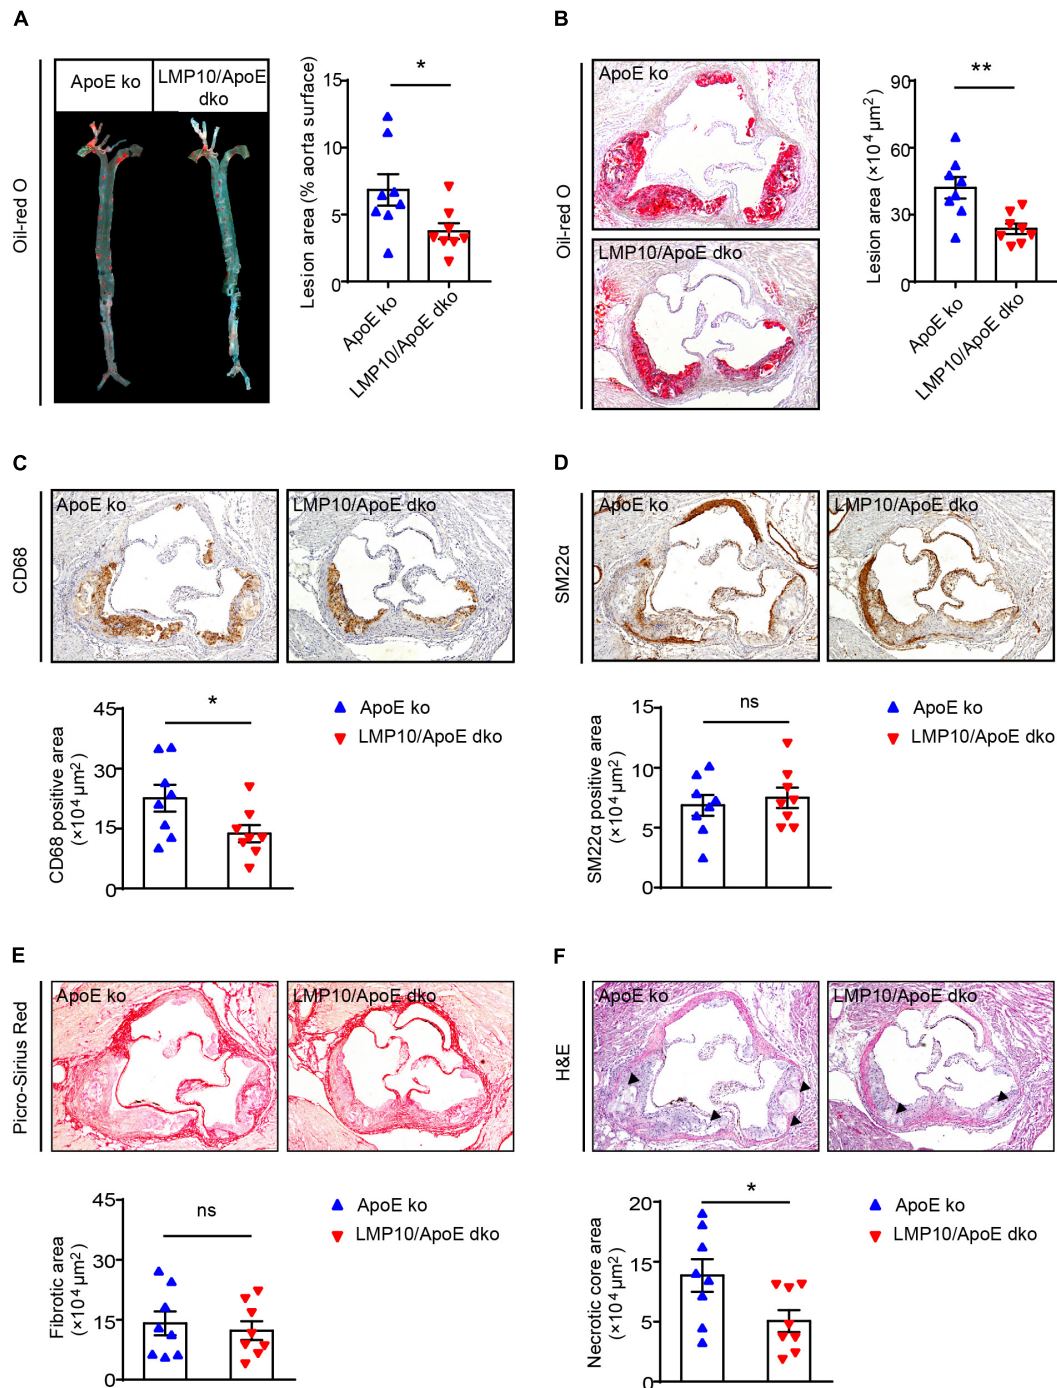 A
Oil-red O
ApoE ko
LMP10/ApoE
dko
Lesion area (% aorta surface)
15
10
5
0
*
ApoE ko
LMP10/ApoE dko
B
Oil-red O
ApoE ko
LMP10/ApoE dko
Lesion area (×10⁴ µm²)
90
60
30
0
**
ApoE ko
LMP10/ApoE dko
C
CD68
ApoE ko
LMP10/ApoE dko
CD68 positive area
(×10⁴ µm²)
45
30
15
0
*
ApoE ko
LMP10/ApoE dko
D
SM22α
ApoE ko
LMP10/ApoE dko
SM22α positive area
(×10⁴ µm²)
15
10
5
0
ns
ApoE ko
LMP10/ApoE dko
E
Picro-Sirius Red
ApoE ko
LMP10/ApoE dko
Fibrotic area
(×10⁴ µm²)
45
30
15
0
ns
ApoE ko
LMP10/ApoE dko
F
H&E
ApoE ko
LMP10/ApoE dko
Necrotic core area
(×10⁴ µm²)
20
15
5
0
*
ApoE ko
LMP10/ApoE dko